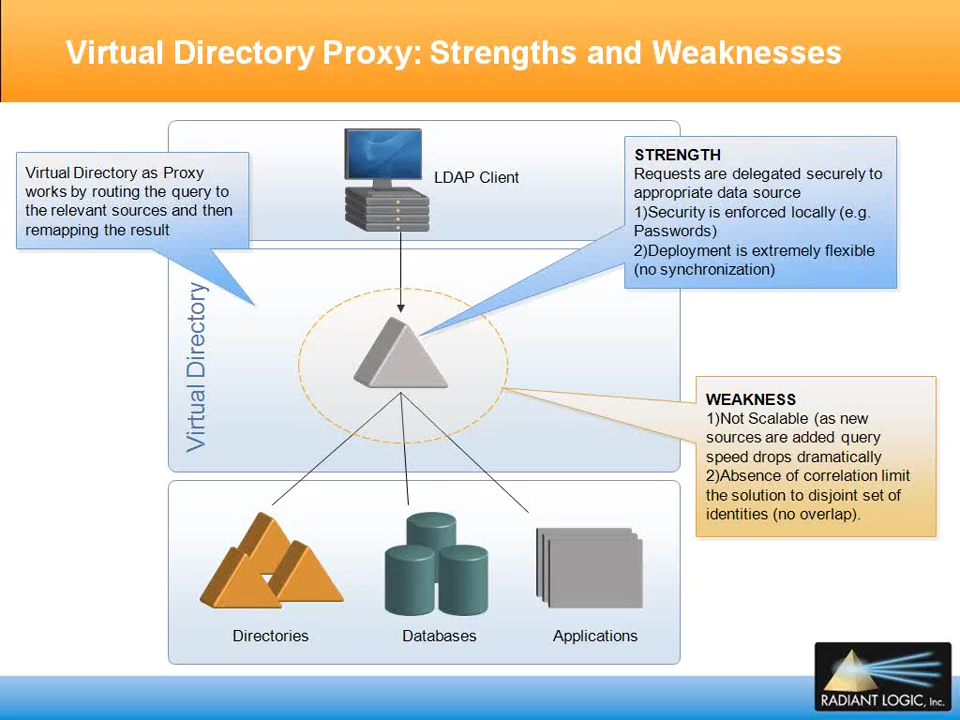 Virtual Directory Proxy: Strengths and Weaknesses
Virtual Directory as Proxy
works by routing the query to
the relevant sources and then
remapping the result
LDAP Client
STRENGTH
Requests are delegated securely to
appropriate data source
1)Security is enforced locally (e.g.
Passwords)
2)Deployment is extremely flexible
(no synchronization)
Virtual Directory
WEAKNESS
1)Not Scalable (as new
sources are added query
speed drops dramatically
2)Absence of correlation limit
the solution to disjoint set of
identities (no overlap).
Directories
Databases
Applications
RADIANT LOGIC, Inc.